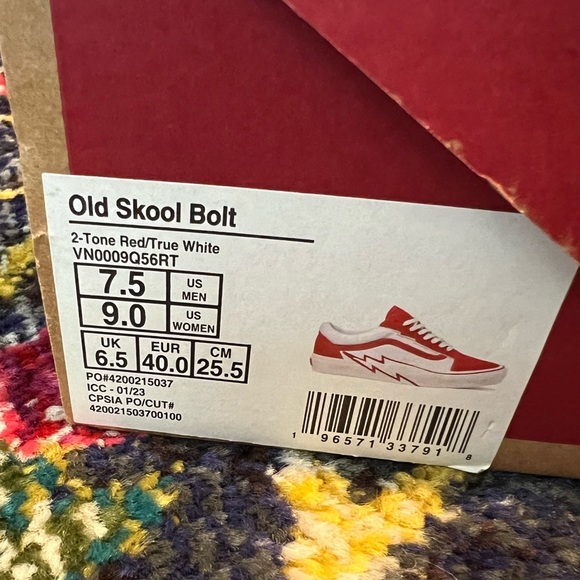 Old Skool Bolt
2-Tone Red/True White
VN0009Q56RT
7.5 US MEN
9.0 US WOMEN
UK 6.5 EUR 40.0 CM 25.5
PO#4200215037
ICC - 01/23
CPSIA PO/CUT#
420021503700100
1 96571 33791 8